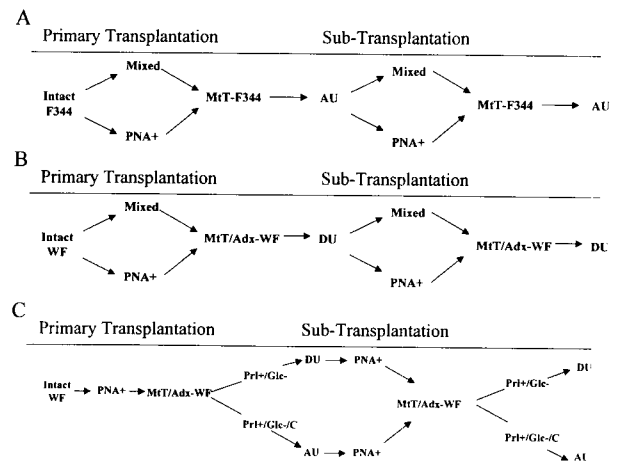 A
Primary Transplantation Sub-Transplantation
Mixed Mixed
Intact
F344
MtT-F344 AU MtT-F344 AU
PNA+ PNA+
B
Primary Transplantation Sub-Transplantation
Mixed Mixed
Intact
WF
MtT/Adx-WF DU MtT/Adx-WF DU
PNA+ PNA+
C
Primary Transplantation Sub-Transplantation
DU PNA+ DU
Prl+/Glc- Prl+/Glc-
Intact
WF
PNA+ MtT/Adx-WF MtT/Adx-WF
Prl+/Glc-/C Prl+/Glc-/C
AU PNA+ AU